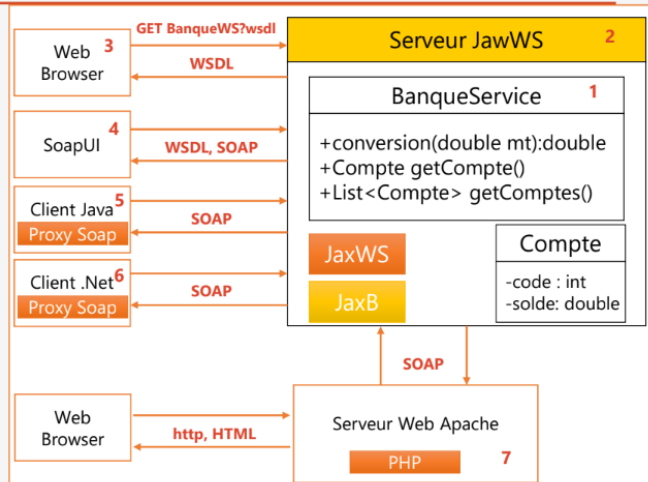 GET BanqueWS?wsdl
Web 3
Browser
WSDL
Serveur JawWS 2
BanqueService 1
+conversion(double mt):double
+Compte getCompte()
+List<Compte> getComptes()
4
SoapUI
WSDL, SOAP
Client Java 5
Proxy Soap
SOAP
Client .Net 6
Proxy Soap
SOAP
JaxWS
JaxB
Compte
-code : int
-solde: double
SOAP
Web
Browser
http, HTML
Serveur Web Apache
PHP 7